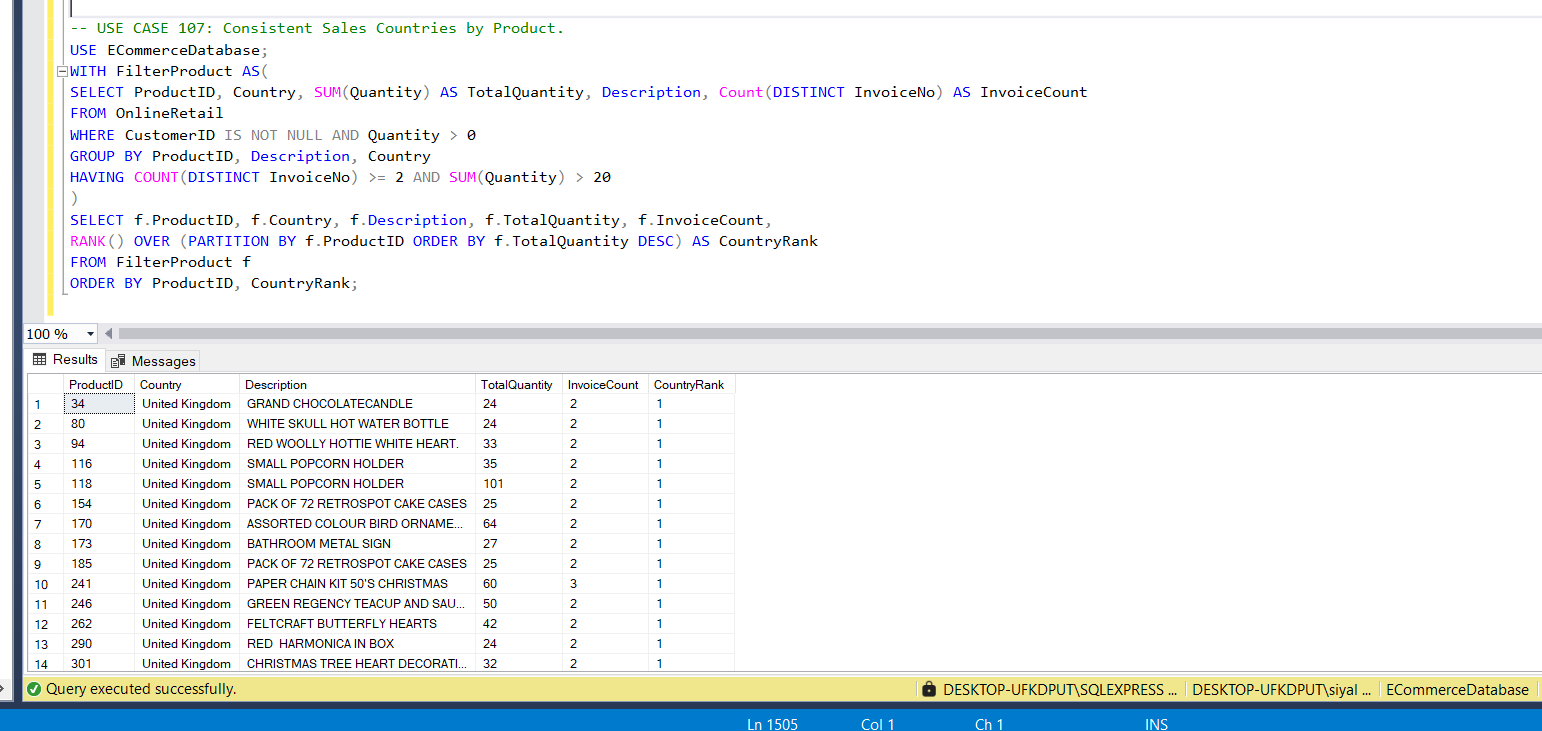 -- USE CASE 107: Consistent Sales Countries by Product.
USE ECommerceDatabase;
WITH FilterProduct AS(
SELECT ProductID, Country, SUM(Quantity) AS TotalQuantity, Description, Count(DISTINCT InvoiceNo) AS InvoiceCount
FROM OnlineRetail
WHERE CustomerID IS NOT NULL AND Quantity > 0
GROUP BY ProductID, Description, Country
HAVING COUNT(DISTINCT InvoiceNo) >= 2 AND SUM(Quantity) > 20
)
SELECT f.ProductID, f.Country, f.Description, f.TotalQuantity, f.InvoiceCount,
RANK() OVER (PARTITION BY f.ProductID ORDER BY f.TotalQuantity DESC) AS CountryRank
FROM FilterProduct f
ORDER BY ProductID, CountryRank;
100 %
Results Messages
ProductID Country Description TotalQuantity InvoiceCount CountryRank
1 34 United Kingdom GRAND CHOCOLATECANDLE 24 2 1
2 80 United Kingdom WHITE SKULL HOT WATER BOTTLE 24 2 1
3 94 United Kingdom RED WOOLLY HOTTIE WHITE HEART. 33 2 1
4 116 United Kingdom SMALL POPCORN HOLDER 35 2 1
5 118 United Kingdom SMALL POPCORN HOLDER 101 2 1
6 154 United Kingdom PACK OF 72 RETROSPOT CAKE CASES 25 2 1
7 170 United Kingdom ASSORTED COLOUR BIRD ORNAME... 64 2 1
8 173 United Kingdom BATHROOM METAL SIGN 27 2 1
9 185 United Kingdom PACK OF 72 RETROSPOT CAKE CASES 25 2 1
10 241 United Kingdom PAPER CHAIN KIT 50'S CHRISTMAS 60 3 1
11 246 United Kingdom GREEN REGENCY TEACUP AND SAU... 50 2 1
12 262 United Kingdom FELTCRAFT BUTTERFLY HEARTS 42 2 1
13 290 United Kingdom RED  HARMONICA IN BOX 24 2 1
14 301 United Kingdom CHRISTMAS TREE HEART DECORATI... 32 2 1
Query executed successfully. DESKTOP-UFKDPUT\SQLEXPRESS ... DESKTOP-UFKDPUT\siyal ... ECommerceDatabase
Ln 1505 Col 1 Ch 1 INS